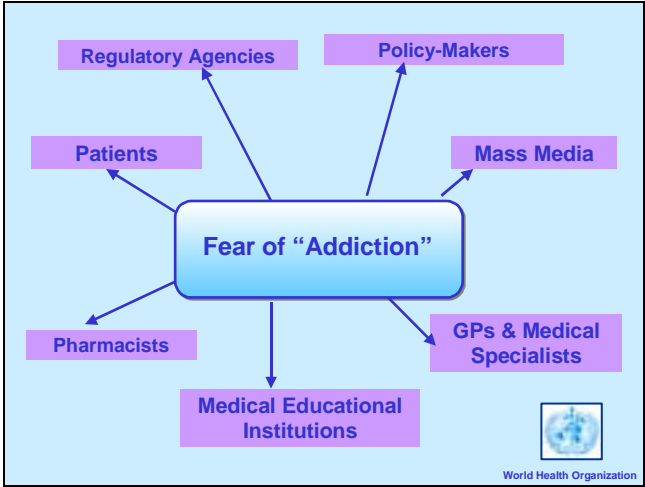 Regulatory Agencies
Policy-Makers
Patients
Mass Media
Fear of “Addiction”
Pharmacists
GPs & Medical
Specialists
Medical Educational
Institutions
World Health Organization